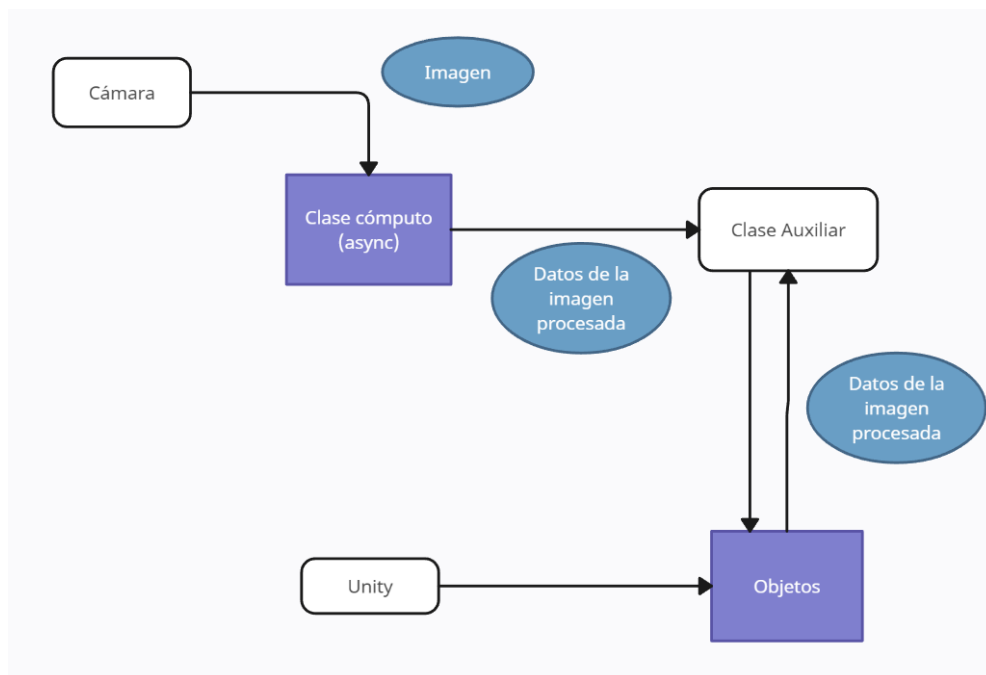 Imagen
Cámara
Clase cómputo
(async)
Clase Auxiliar
Datos de la
imagen
procesada
Datos de la
imagen
procesada
Unity
Objetos